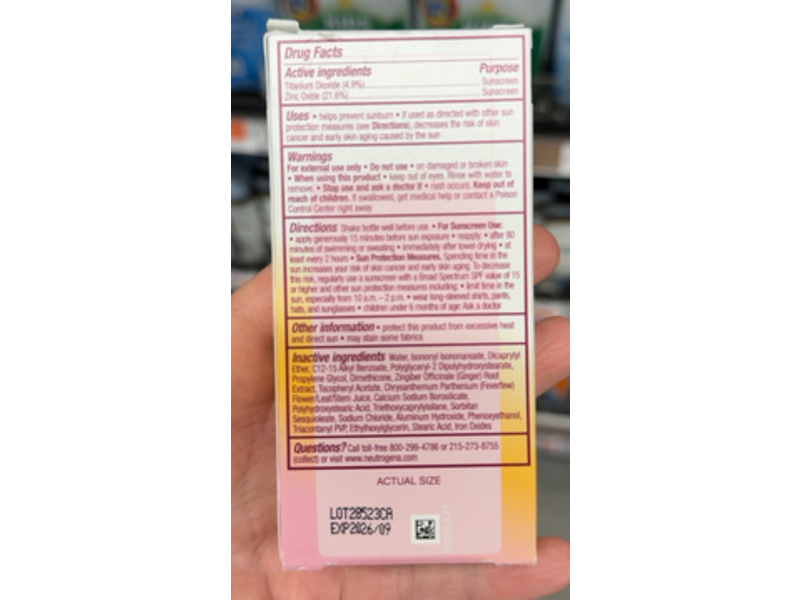 Drug Facts
Active ingredients Purpose
Titanium Dioxide (4.9%) Sunscreen
Zinc Oxide (21.6%) Sunscreen
Uses • helps prevent sunburn • if used as directed with other sun
protection measures (see Directions), decreases the risk of skin
cancer and early skin aging caused by the sun
Warnings
For external use only • Do not use • on damaged or broken skin
• When using this product • keep out of eyes. Rinse with water to
remove. • Stop use and ask a doctor if • rash occurs. Keep out of
reach of children. If swallowed, get medical help or contact a Poison
Control Center right away
Directions Shake bottle well before use. • For Sunscreen Use:
• apply generously 15 minutes before sun exposure • reapply: • after 80
minutes of swimming or sweating • immediately after towel drying • at
least every 2 hours • Sun Protection Measures. Spending time in the
sun increases your risk of skin cancer and early skin aging. To decrease
this risk, regularly use a sunscreen with a Broad Spectrum SPF value of 15
or higher and other sun protection measures including: • limit time in the
sun, especially from 10 a.m. – 2 p.m. • wear long-sleeved shirts, pants,
hats, and sunglasses • children under 6 months of age: Ask a doctor
Other information • protect this product from excessive heat
and direct sun • may stain some fabrics
Inactive ingredients Water, Isononyl Isononanoate, Dicaprylyl
Ether, C12-15 Alkyl Benzoate, Polyglyceryl-2 Dipolyhydroxystearate,
Propylene Glycol, Dimethicone, Zingiber Officinale (Ginger) Root
Extract, Tocopheryl Acetate, Chrysanthemum Parthenium (Feverfew)
Flower/Leaf/Stem Juice, Calcium Sodium Borosilicate,
Polyhydroxystearic Acid, Triethoxycaprylylsilane, Sorbitan
Sesquioleate, Sodium Chloride, Aluminum Hydroxide, Phenoxyethanol,
Triacontanyl PVP, Ethylhexylglycerin, Stearic Acid, Iron Oxides
Questions? Call toll-free 800-299-4786 or 215-273-8755
(collect) or visit www.neutrogena.com
ACTUAL SIZE
LOT20523CA
EXP2026/09